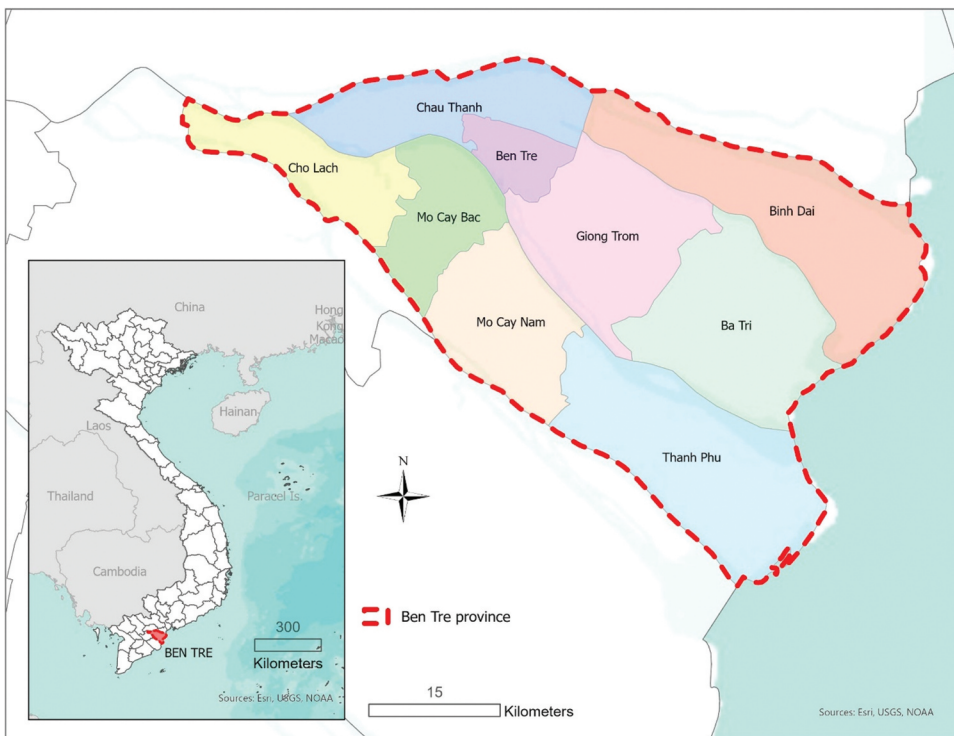 Chau Thanh
Ben Tre
Cho Lach
Mo Cay Bac
Binh Dai
Giong Trom
Mo Cay Nam
Ba Tri
Thanh Phu
N
Ben Tre province
15
Kilometers
Sources: Esri, USGS, NOAA
China
Hong
Kong
Macao
Hainan
Laos
Thailand
Paracel Is.
Cambodia
BEN TRE
300
Kilometers
Sources: Esri, USGS, NOAA